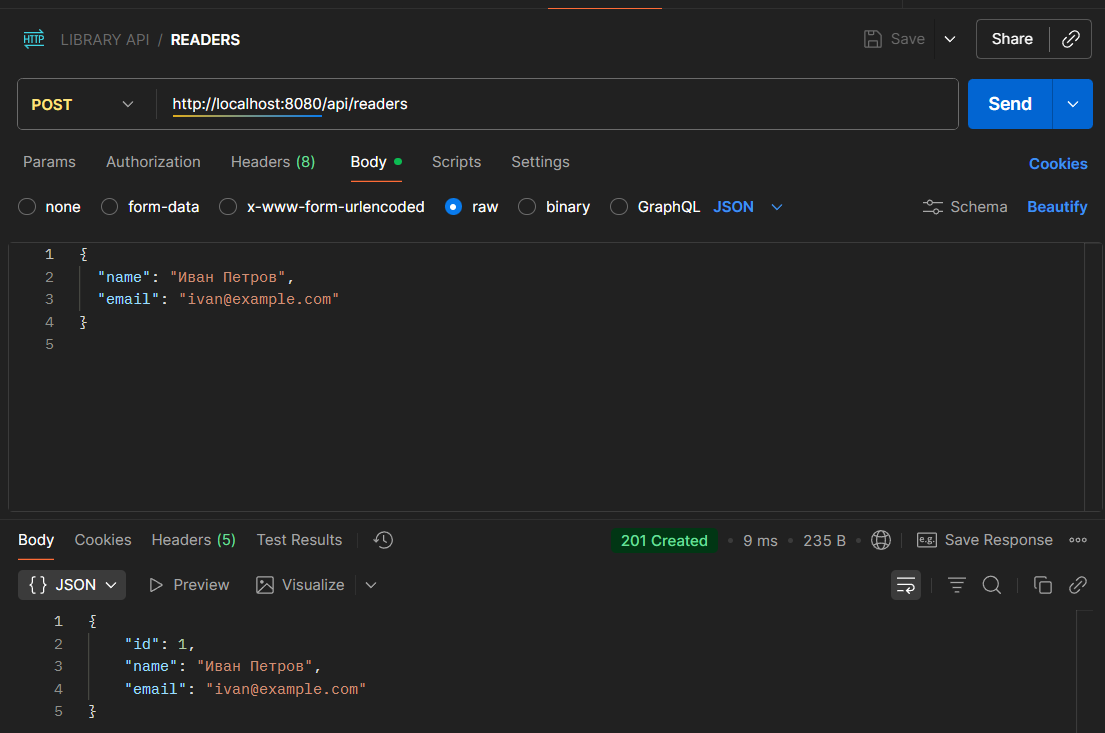 HTTP LIBRARY API / READERS Save Share
POST http://localhost:8080/api/readers Send
Params Authorization Headers (8) Body Scripts Settings Cookies
none form-data x-www-form-urlencoded raw binary GraphQL JSON Schema Beautify
1 {
2 "name": "Иван Петров",
3 "email": "ivan@example.com"
4 }
5
Body Cookies Headers (5) Test Results 201 Created • 9 ms • 235 B • e.g. Save Response
{} JSON Preview Visualize
1 {
2 "id": 1,
3 "name": "Иван Петров",
4 "email": "ivan@example.com"
5 }